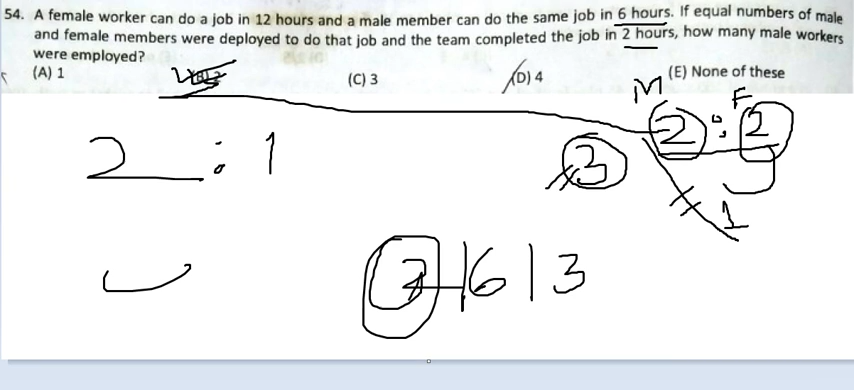 54. A female worker can do a job in 12 hours and a male member can do the same job in 6 hours. If equal numbers of male
and female members were deployed to do that job and the team completed the job in 2 hours, how many male workers
were employed?
(A) 1 (C) 3 (D) 4 (E) None of these
M F
2 : 2
2 : 1
3
1
2 | 6 | 3